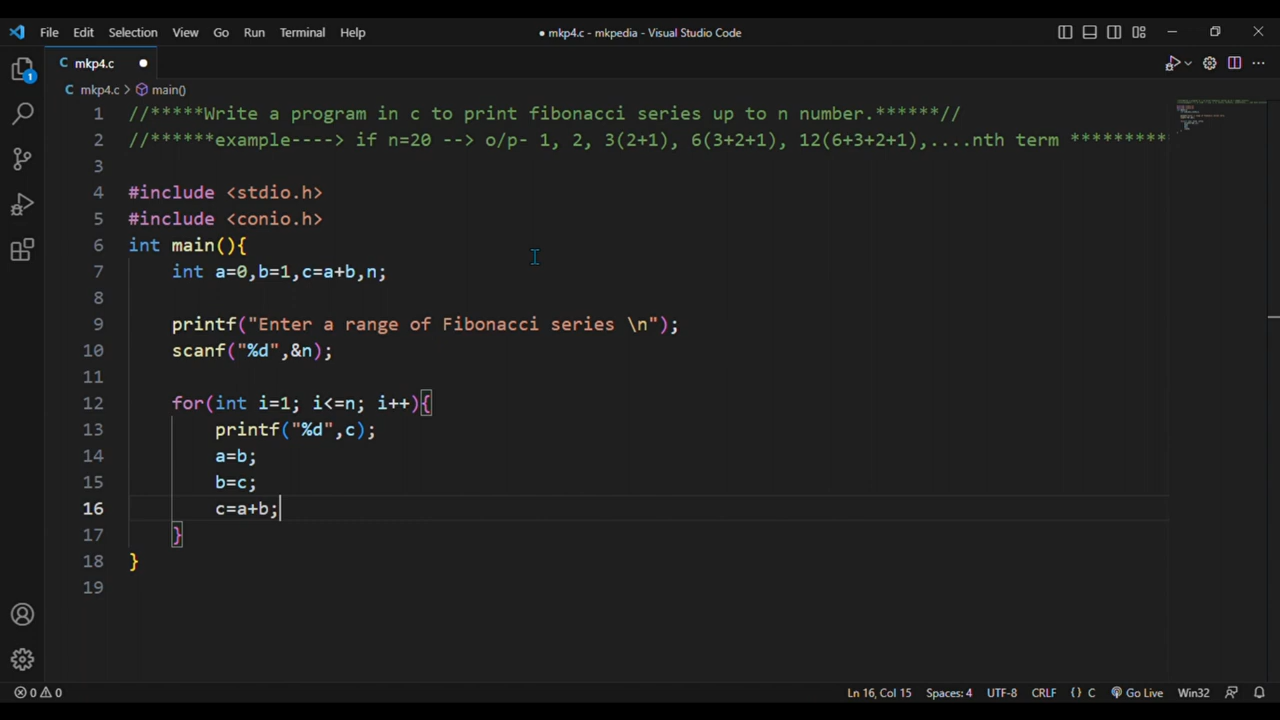 File Edit Selection View Go Run Terminal Help ● mkp4.c - mkpedia - Visual Studio Code
C mkp4.c ●
C mkp4.c > main()
1 //*****Write a program in c to print fibonacci series up to n number.******//
2 //******example----> if n=20 --> o/p- 1, 2, 3(2+1), 6(3+2+1), 12(6+3+2+1),....nth term **********
3
4 #include <stdio.h>
5 #include <conio.h>
6 int main(){
7 int a=0,b=1,c=a+b,n;
8
9 printf("Enter a range of Fibonacci series \n");
10 scanf("%d",&n);
11
12 for(int i=1; i<=n; i++){
13 printf("%d",c);
14 a=b;
15 b=c;
16 c=a+b;
17 }
18 }
19
1
0 0 Ln 16, Col 15 Spaces: 4 UTF-8 CRLF {} C Go Live Win32